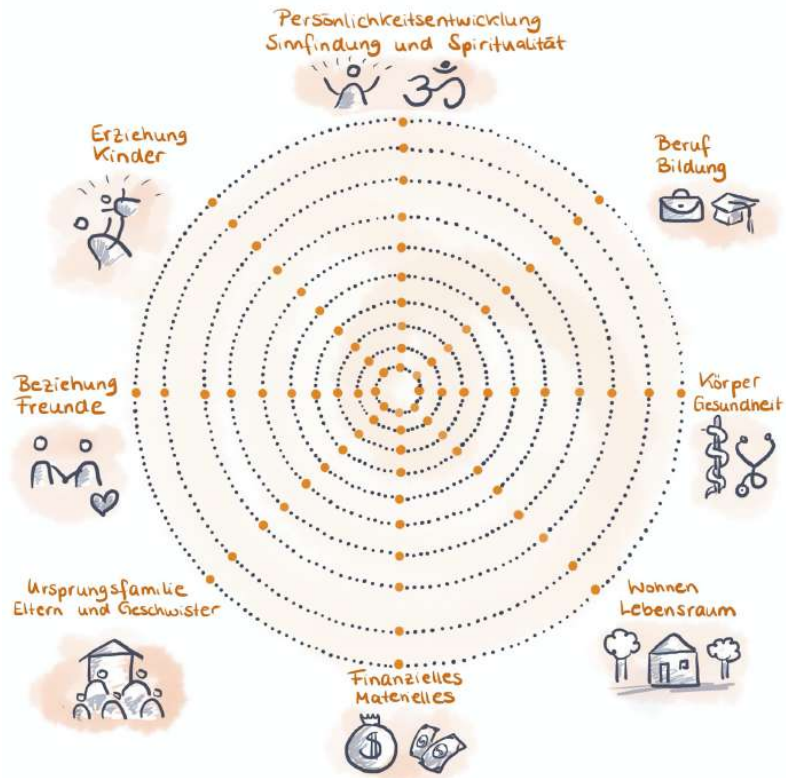 Persönlichkeitsentwicklung
Sinnfindung und Spiritualität
Beruf
Bildung
Körper
Gesundheit
Wohnen
Lebensraum
Finanzielles
Materielles
Ursprungsfamilie
Eltern und Geschwister
Beziehung
Freunde
Erziehung
Kinder